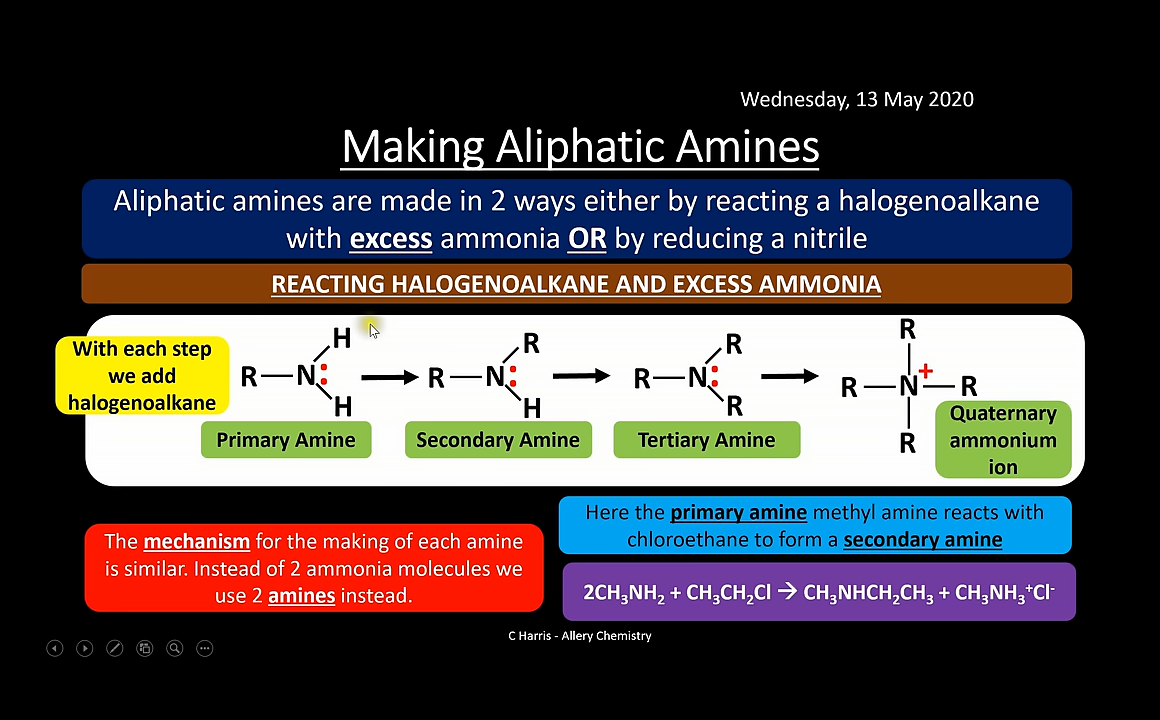 Wednesday, 13 May 2020
Making Aliphatic Amines
Aliphatic amines are made in 2 ways either by reacting a halogenoalkane
with excess ammonia OR by reducing a nitrile
REACTING HALOGENOALKANE AND EXCESS AMMONIA
With each step
we add
halogenoalkane
R N: H H
R N: R H
R N: R R
R R N+ R R
Primary Amine
Secondary Amine
Tertiary Amine
Quaternary
ammonium
ion
The mechanism for the making of each amine
is similar. Instead of 2 ammonia molecules we
use 2 amines instead.
Here the primary amine methyl amine reacts with
chloroethane to form a secondary amine
2CH₃NH₂ + CH₃CH₂Cl → CH₃NHCH₂CH₃ + CH₃NH₃⁺Cl⁻
C Harris - Allery Chemistry